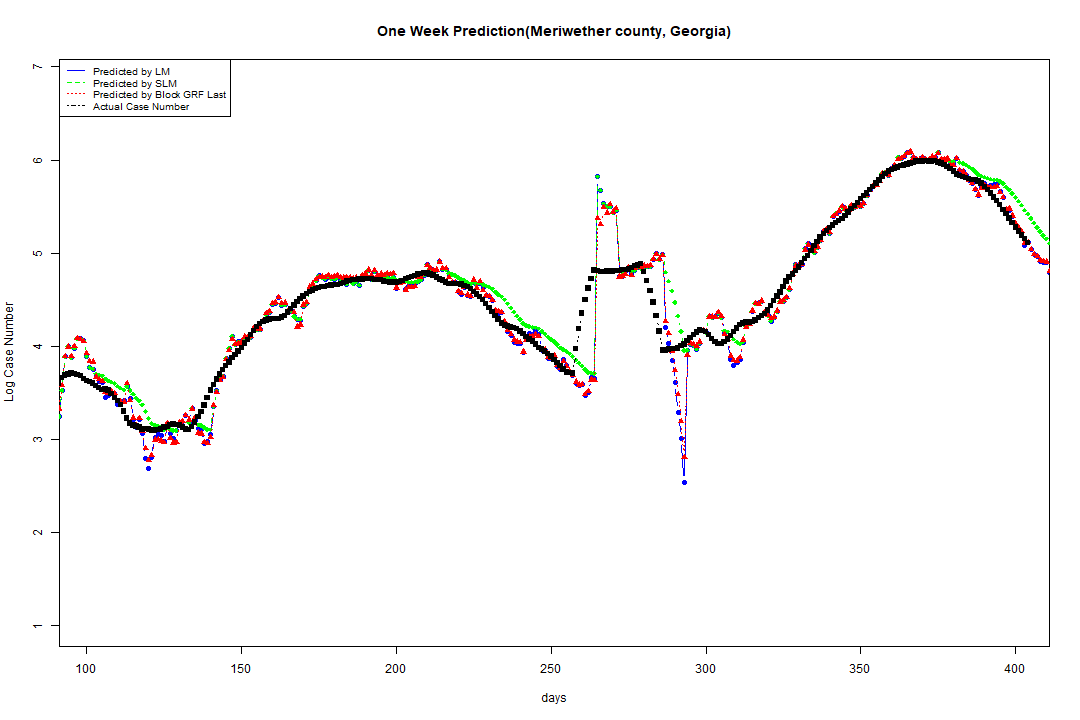 One Week Prediction(Meriwether county, Georgia)
Predicted by LM
Predicted by SLM
Predicted by Block GRF Last
Actual Case Number
7
6
5
4
3
2
1
Log Case Number
100 150 200 250 300 350 400
days